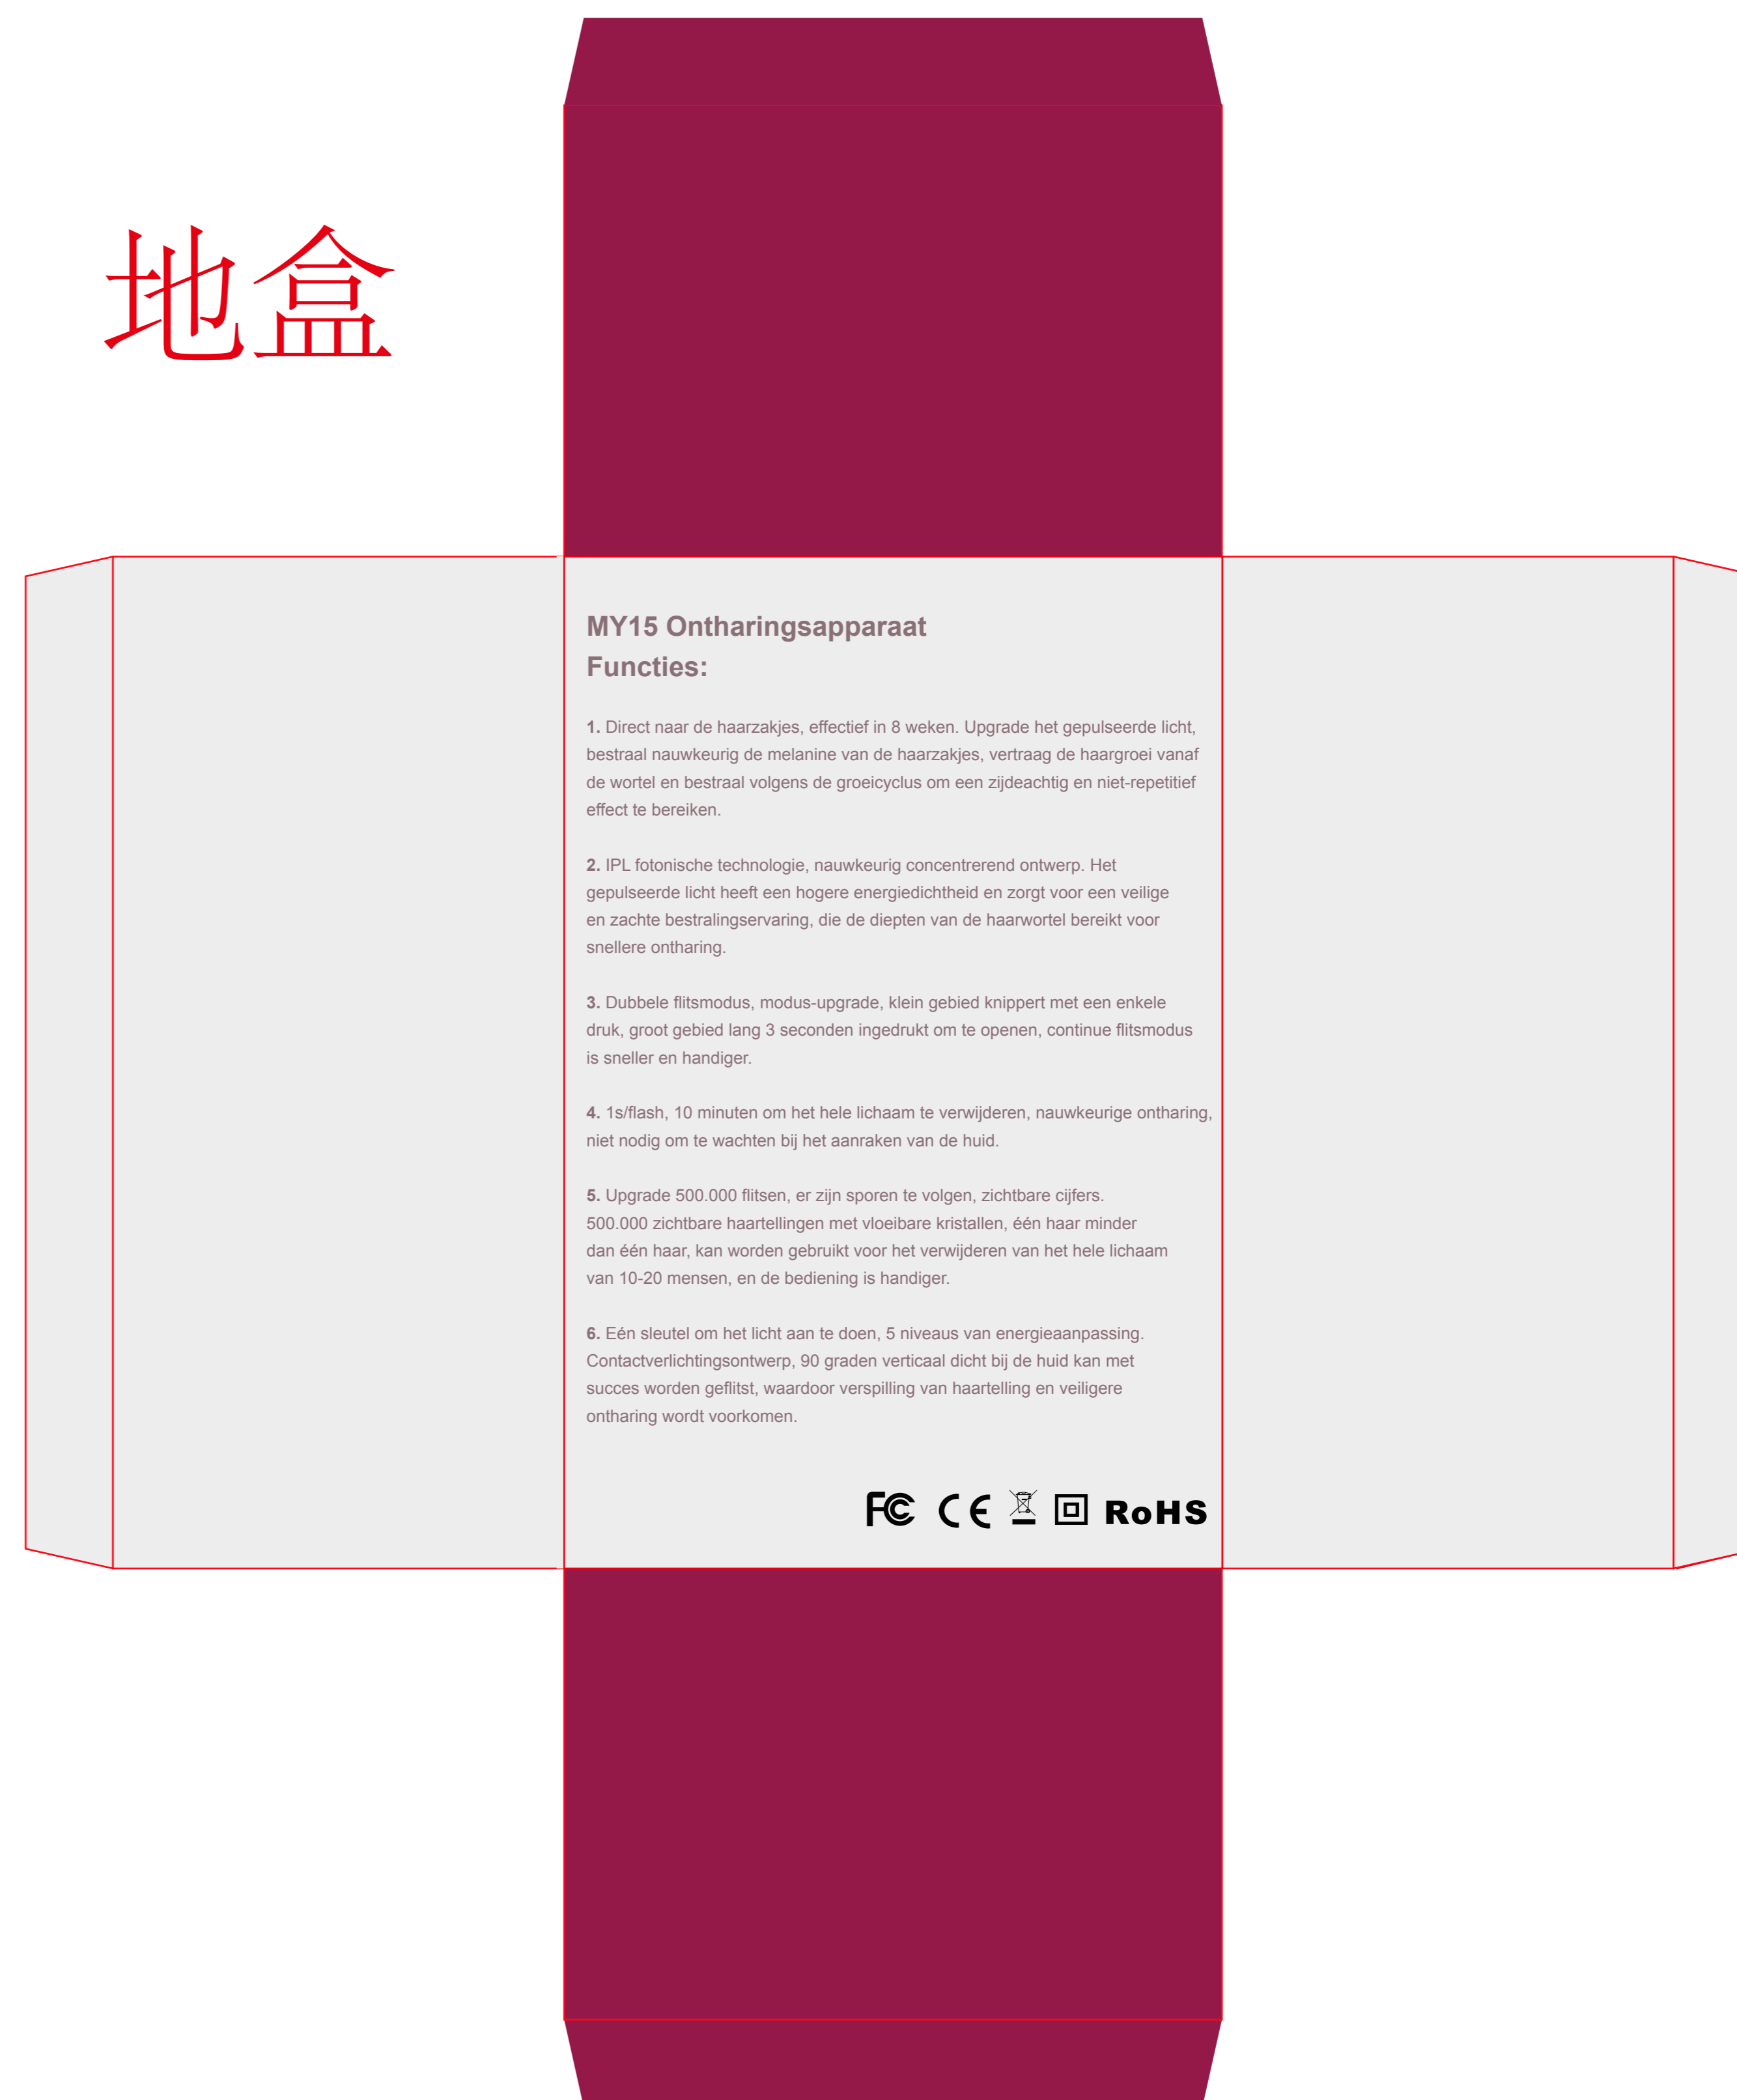 地盒
MY15 Ontharingsapparaat
Functies:
1. Direct naar de haarzakjes, effectief in 8 weken. Upgrade het gepulseerde licht,
bestraal nauwkeurig de melanine van de haarzakjes, vertraag de haargroei vanaf
de wortel en bestraal volgens de groeicyclus om een zijdeachtig en niet-repetitief
effect te bereiken.
2. IPL fotonische technologie, nauwkeurig concentrerend ontwerp. Het
gepulseerde licht heeft een hogere energiedichtheid en zorgt voor een veilige
en zachte bestralingservaring, die de diepten van de haarwortel bereikt voor
snellere ontharing.
3. Dubbele flitsmodus, modus-upgrade, klein gebied knippert met een enkele
druk, groot gebied lang 3 seconden ingedrukt om te openen, continue flitsmodus
is sneller en handiger.
4. 1s/flash, 10 minuten om het hele lichaam te verwijderen, nauwkeurige ontharing,
niet nodig om te wachten bij het aanraken van de huid.
5. Upgrade 500.000 flitsen, er zijn sporen te volgen, zichtbare cijfers.
500.000 zichtbare haartellingen met vloeibare kristallen, één haar minder
dan één haar, kan worden gebruikt voor het verwijderen van het hele lichaam
van 10-20 mensen, en de bediening is handiger.
6. Eén sleutel om het licht aan te doen, 5 niveaus van energieaanpassing.
Contactverlichtingsontwerp, 90 graden verticaal dicht bij de huid kan met
succes worden geflitst, waardoor verspilling van haartelling en veiligere
ontharing wordt voorkomen.
FC CE RoHS